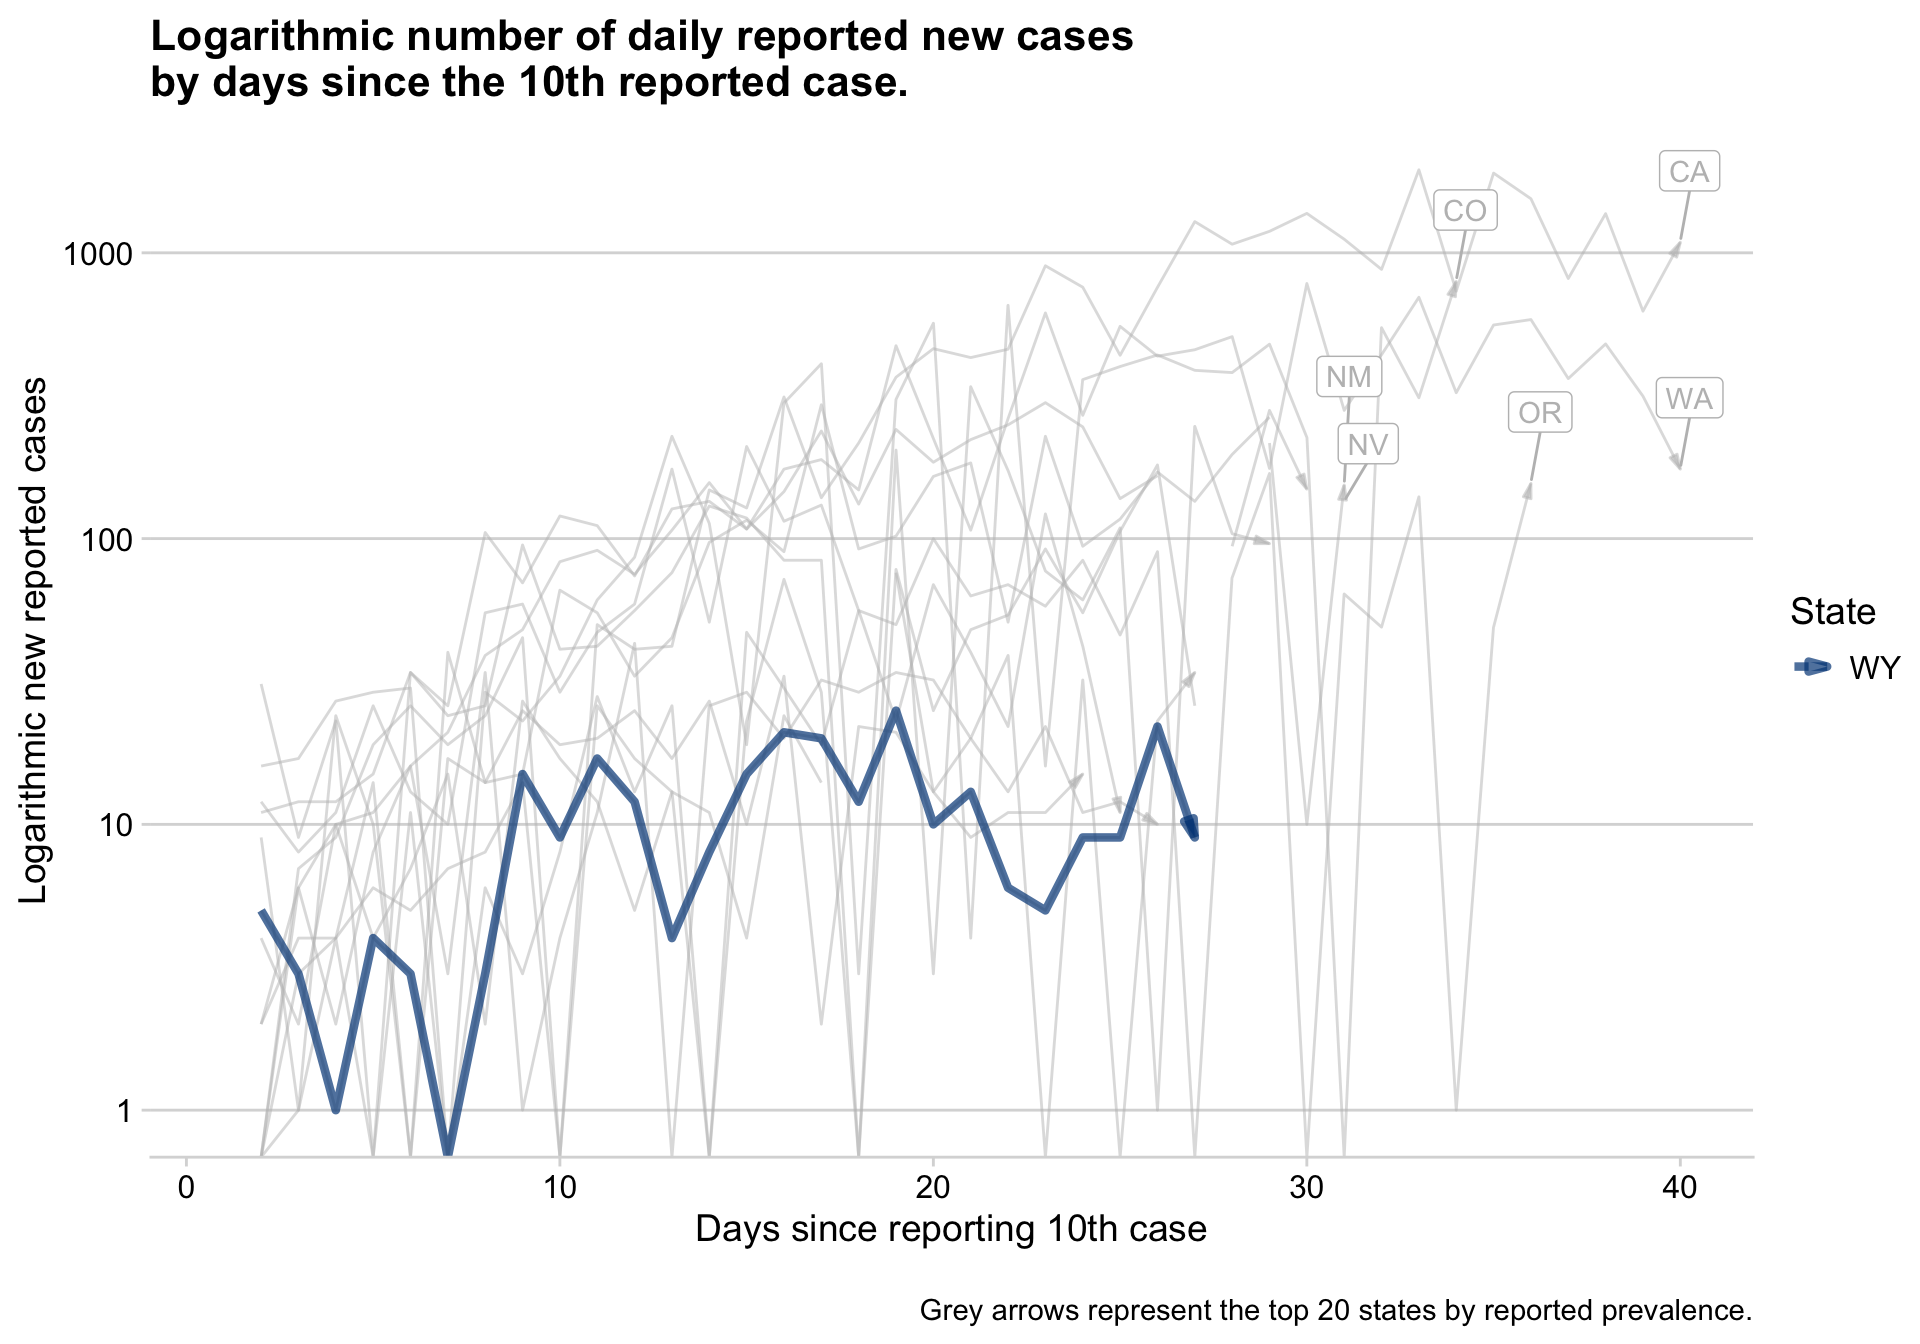 Logarithmic number of daily reported new cases
by days since the 10th reported case.
Logarithmic new reported cases
1000
100
10
1
CA
CO
NM
WA
OR
NV
State
WY
0 10 20 30 40
Days since reporting 10th case
Grey arrows represent the top 20 states by reported prevalence.